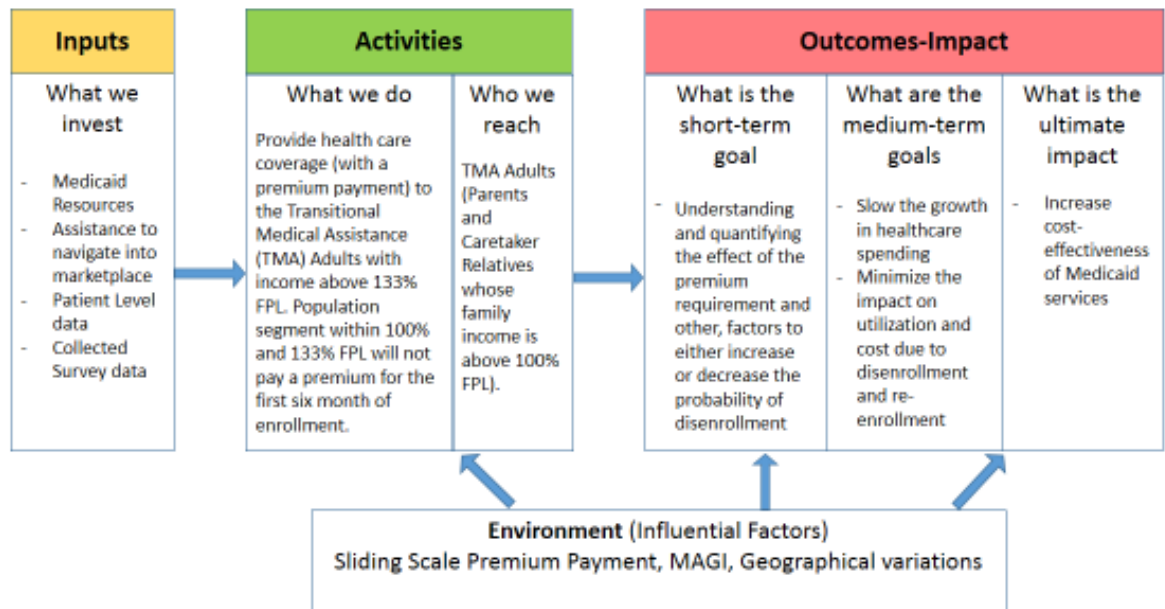 Inputs
Activities
Outcomes-Impact
What we
invest
- Medicaid
Resources
- Assistance to
navigate into
marketplace
- Patient Level
data
- Collected
Survey data
What we do
Provide health care
coverage (with a
premium payment) to
the Transitional
Medical Assistance
(TMA) Adults with
income above 133%
FPL. Population
segment within 100%
and 133% FPL will not
pay a premium for the
first six month of
enrollment.
Who we
reach
TMA Adults
(Parents
and
Caretaker
Relatives
whose
family
income is
above 100%
FPL).
What is the
short-term
goal
- Understanding
and quantifying
the effect of the
premium
requirement and
other, factors to
either increase
or decrease the
probability of
disenrollment
What are the
medium-term
goals
- Slow the growth
in healthcare
spending
- Minimize the
impact on
utilization and
cost due to
disenrollment
and re-
enrollment
What is the
ultimate
impact
- Increase
cost-
effectiveness
of Medicaid
services
Environment (Influential Factors)
Sliding Scale Premium Payment, MAGI, Geographical variations